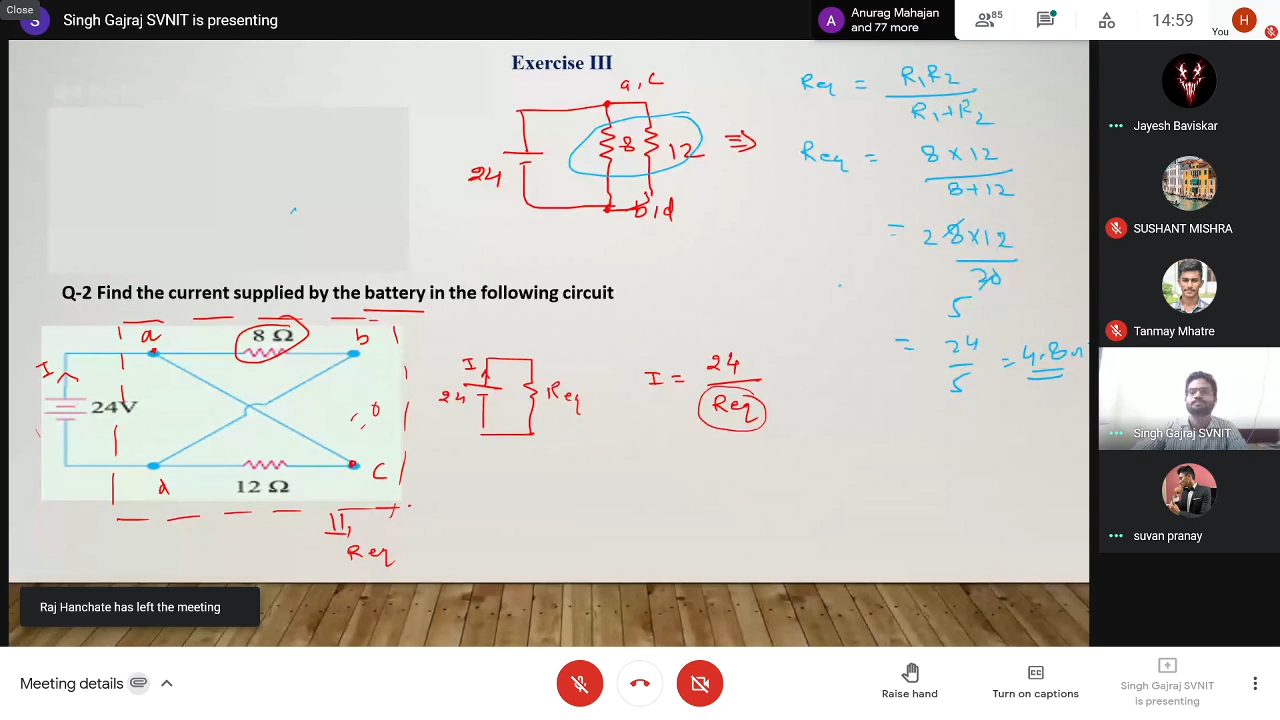 Close
S Singh Gajraj SVNIT is presenting
A Anurag Mahajan
and 77 more
85
14:59
You
H
Exercise III
a, c
24
8
12
⇒
b, d
Req = R1R2
R1+R2
Req = 8 × 12
8 + 12
= 2 8 × 12
20
5
= 24 = 4.8
5
Q-2 Find the current supplied by the battery in the following circuit
a
8 Ω
b
I
24V
d
12 Ω
c
Req
I
24
Req
I = 24
Req
Jayesh Baviskar
SUSHANT MISHRA
Tanmay Mhatre
Singh Gajraj SVNIT
suvan pranay
Raj Hanchate has left the meeting
Meeting details
Raise hand
Turn on captions
Singh Gajraj SVNIT
is presenting